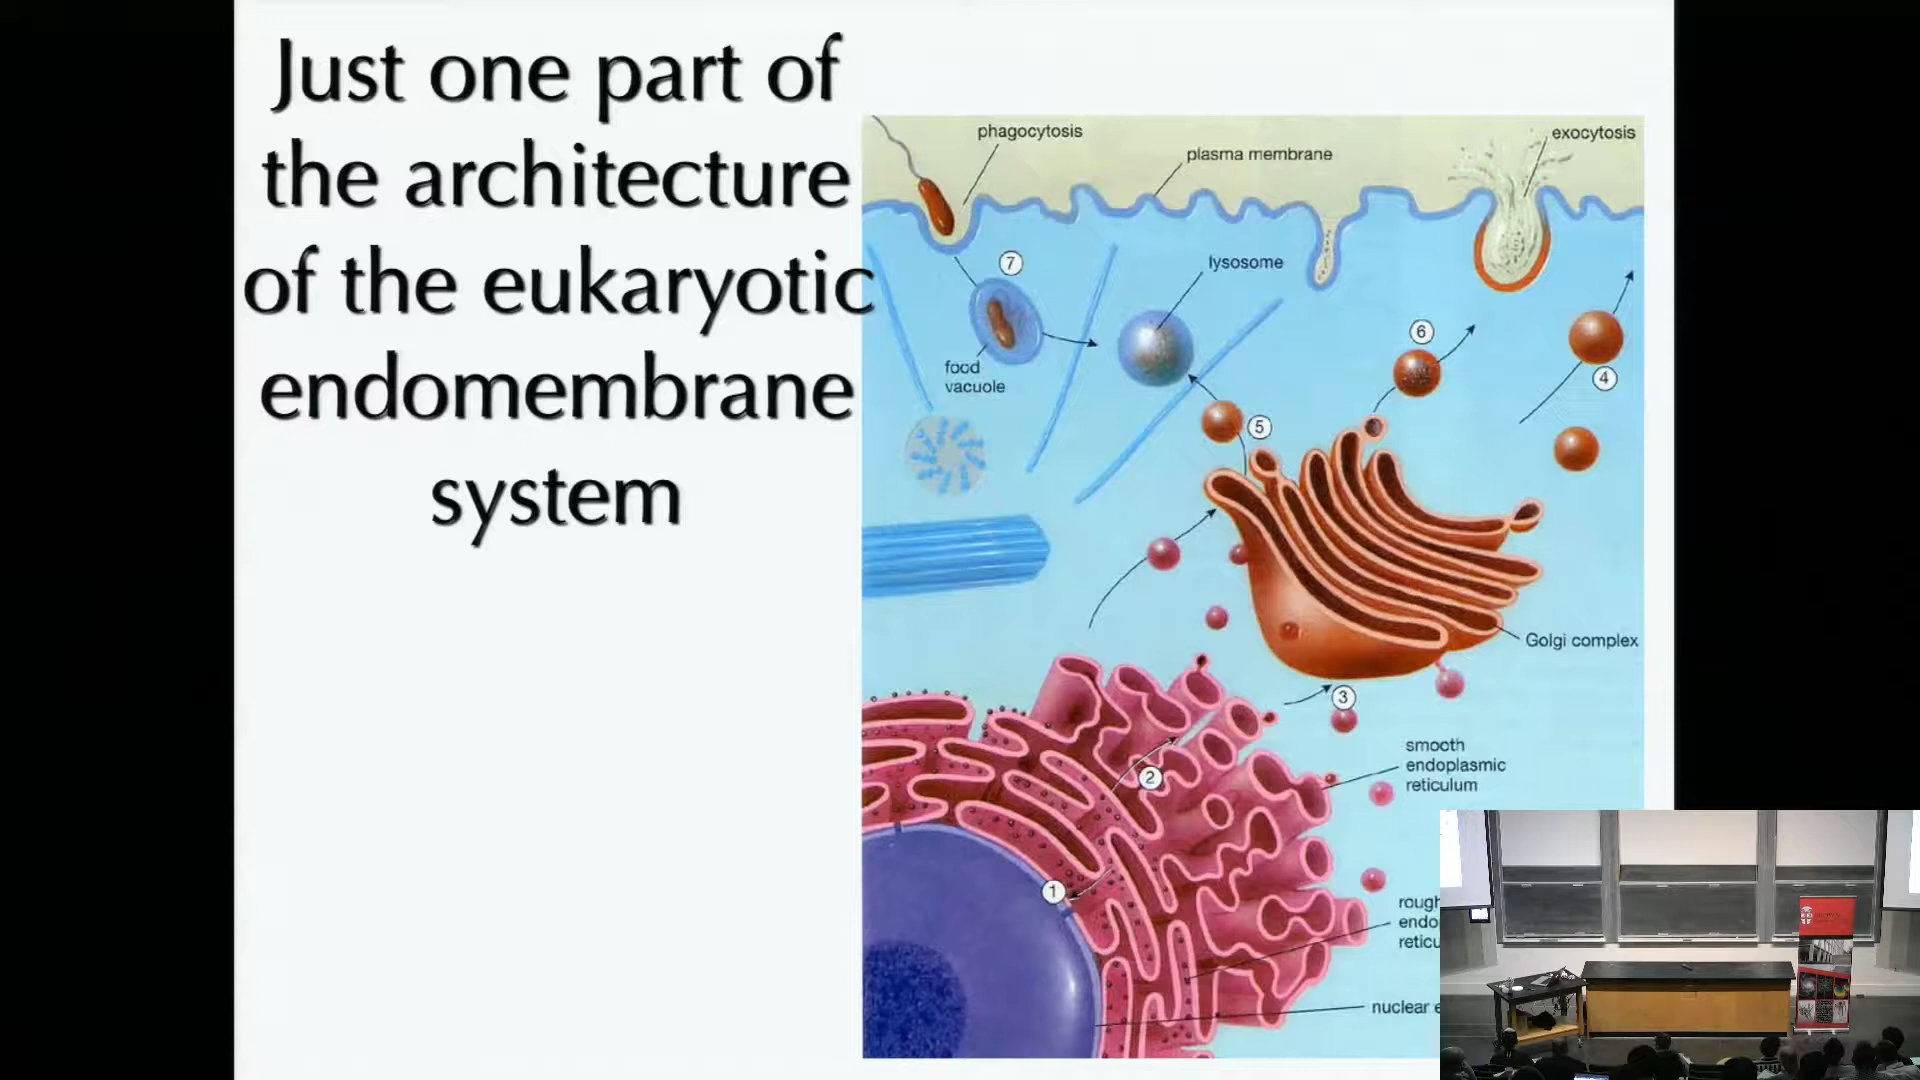 Just one part of
the architecture
of the eukaryotic
endomembrane
system
phagocytosis
exocytosis
plasma membrane
7
lysosome
6
food
vacuole
4
5
Golgi complex
3
smooth
endoplasmic
reticulum
2
1
rough
endo
reticu
nuclear e